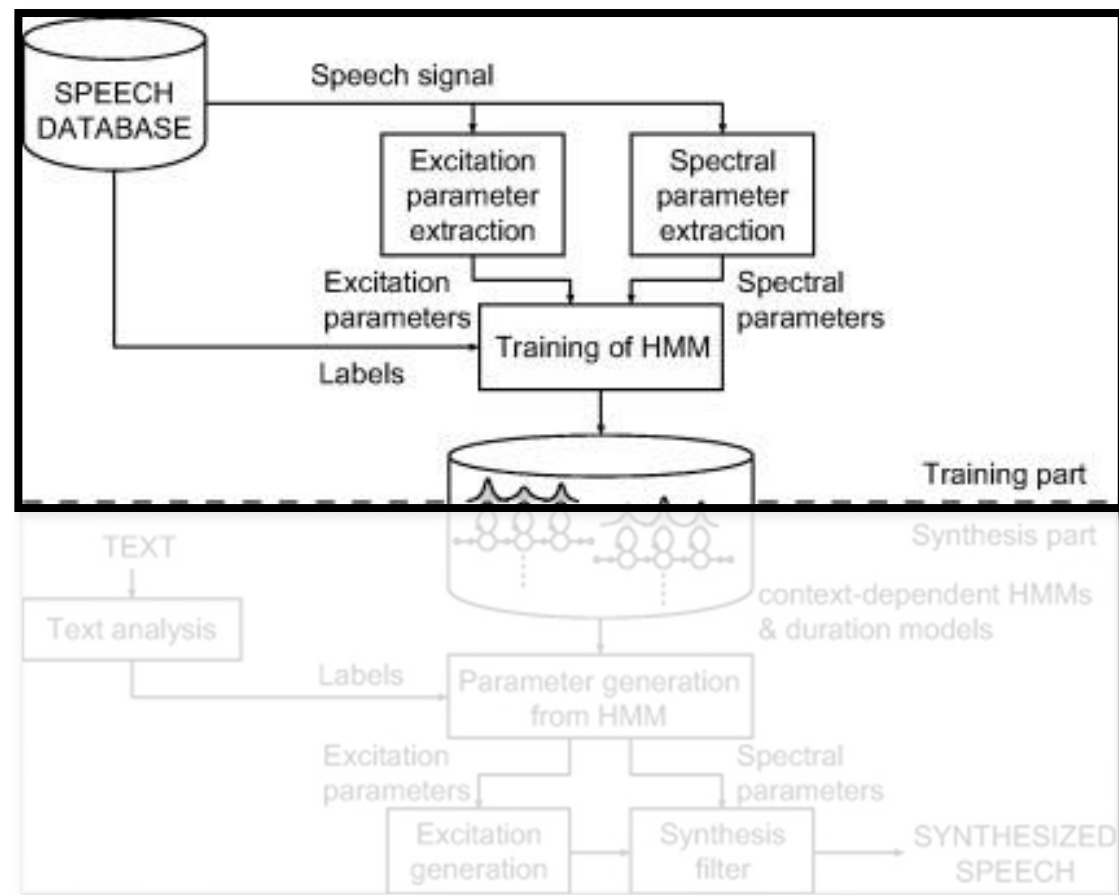 SPEECH
DATABASE
Speech signal
Excitation
parameter
extraction
Spectral
parameter
extraction
Excitation
parameters
Spectral
parameters
Training of HMM
Labels
Training part
Synthesis part
TEXT
context-dependent HMMs
& duration models
Text analysis
Labels
Parameter generation
from HMM
Excitation
parameters
Spectral
parameters
Excitation
generation
Synthesis
filter
SYNTHESIZED
SPEECH